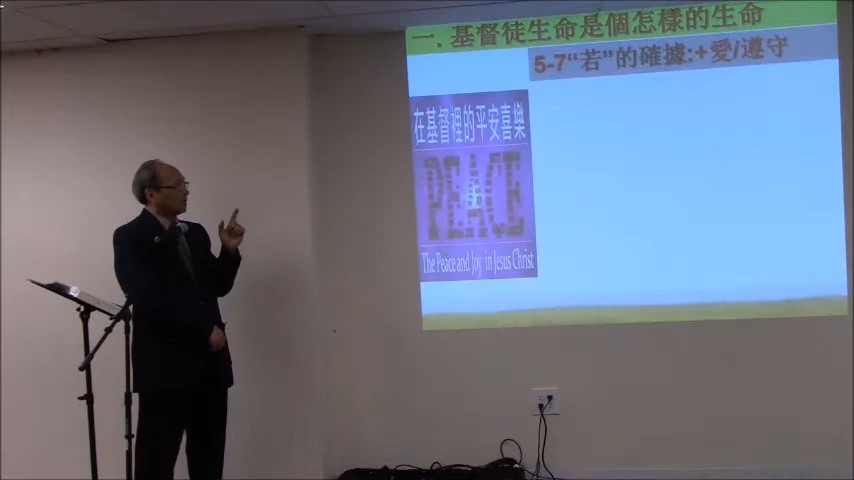 一.基督徒生命是個怎樣的生命
5-7“若”的確據:+愛/遵守
在基督裡的平安喜樂
PEACE
The Peace and Joy in Jesus Christ